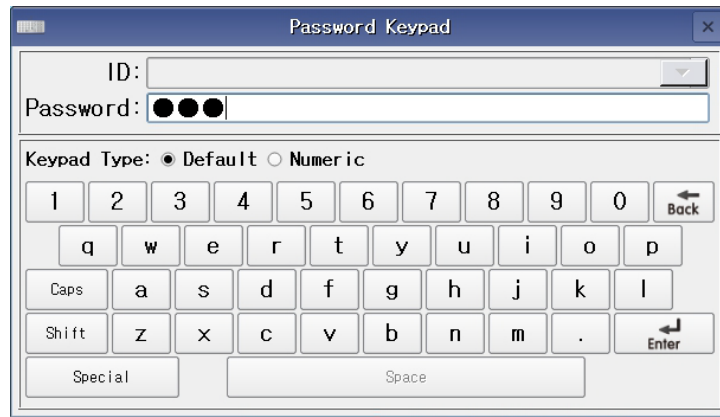 Password Keypad
ID:
Password: ●●●
Keypad Type: Default Numeric
1 2 3 4 5 6 7 8 9 0 Back
q w e r t y u i o p
Caps a s d f g h j k l
Shift z x c v b n m . Enter
Special Space